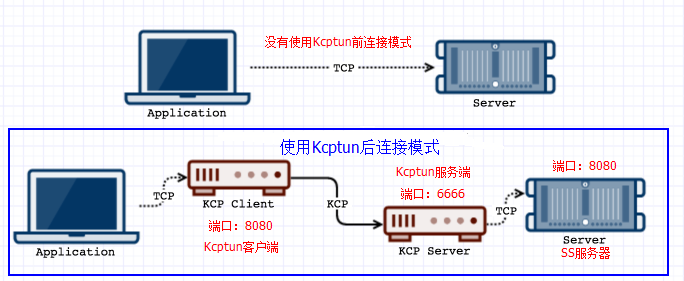 没有使用Kcptun前连接模式
TCP
Application
Server
使用Kcptun后连接模式
Kcptun服务端
端口：8080
端口：6666
TCP
KCP Client
KCP
TCP
端口：8080
Server
Kcptun客户端
KCP Server
SS服务器
Application